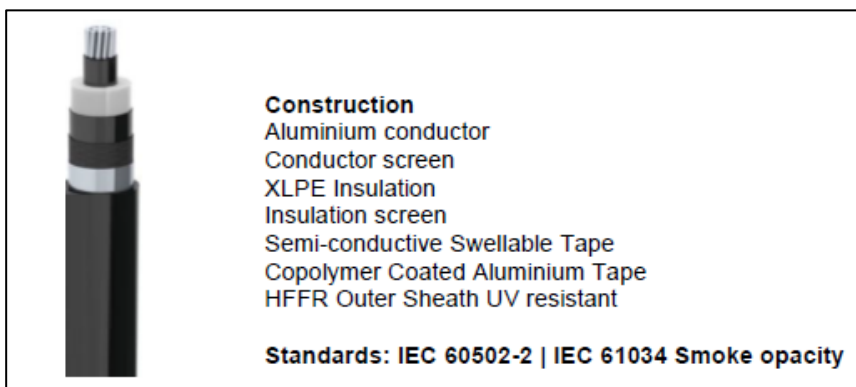 Construction
Aluminium conductor
Conductor screen
XLPE Insulation
Insulation screen
Semi-conductive Swellable Tape
Copolymer Coated Aluminium Tape
HFFR Outer Sheath UV resistant
Standards: IEC 60502-2 | IEC 61034 Smoke opacity